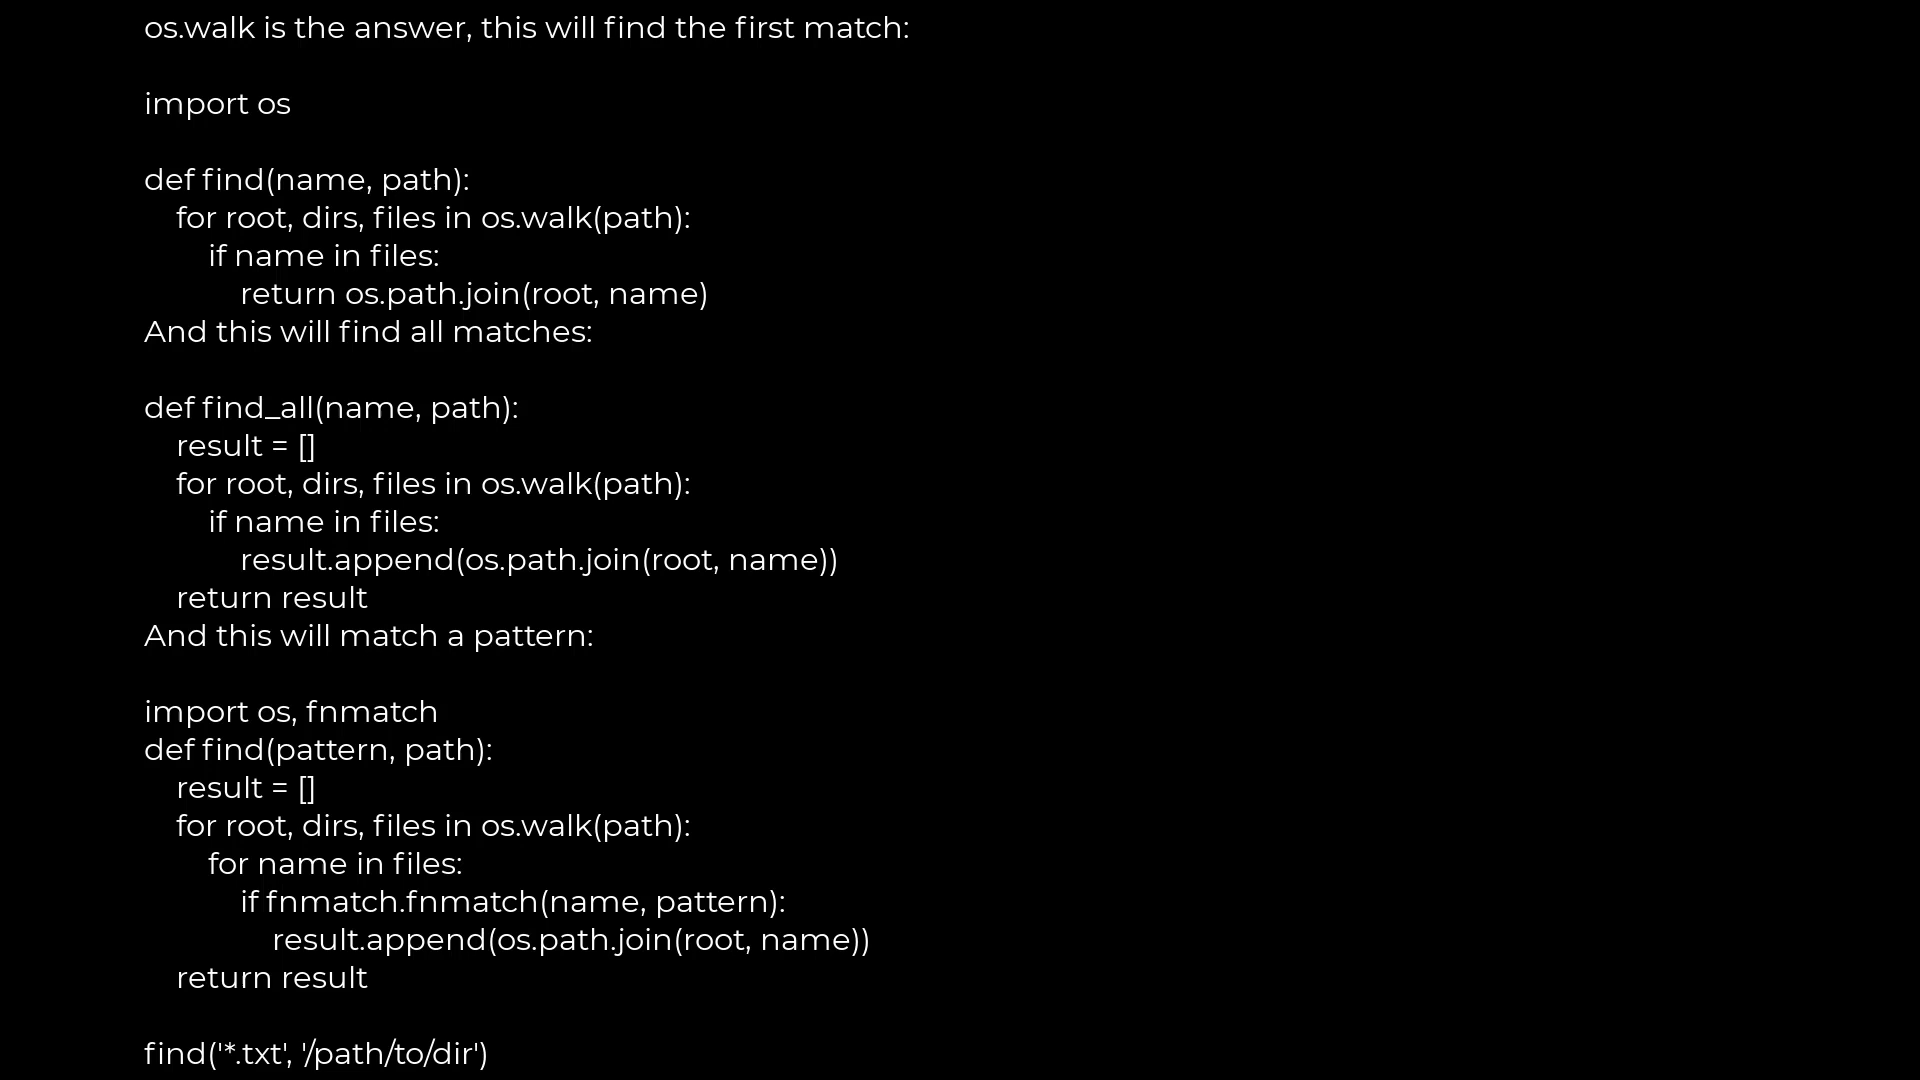 os.walk is the answer, this will find the first match:

import os

def find(name, path):
    for root, dirs, files in os.walk(path):
        if name in files:
            return os.path.join(root, name)
And this will find all matches:

def find_all(name, path):
    result = []
    for root, dirs, files in os.walk(path):
        if name in files:
            result.append(os.path.join(root, name))
    return result
And this will match a pattern:

import os, fnmatch
def find(pattern, path):
    result = []
    for root, dirs, files in os.walk(path):
        for name in files:
            if fnmatch.fnmatch(name, pattern):
                result.append(os.path.join(root, name))
    return result

find('*.txt', '/path/to/dir')